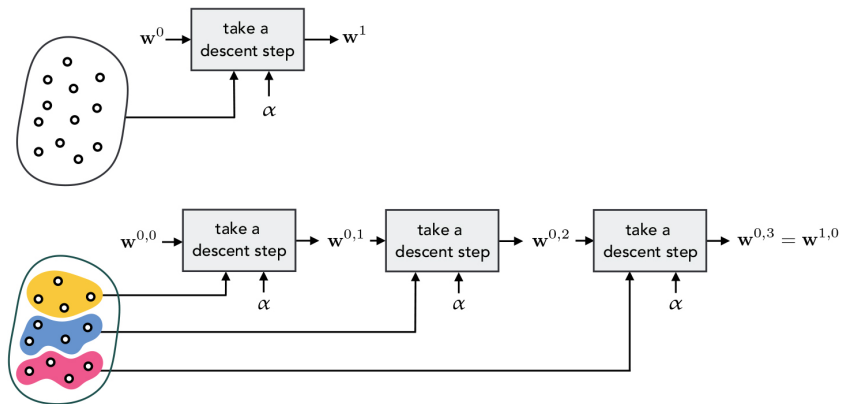 take a
descent step
w⁰
w¹
α
take a
descent step
take a
descent step
take a
descent step
w⁰,⁰
w⁰,¹
w⁰,²
w⁰,³ = w¹,⁰
α
α
α